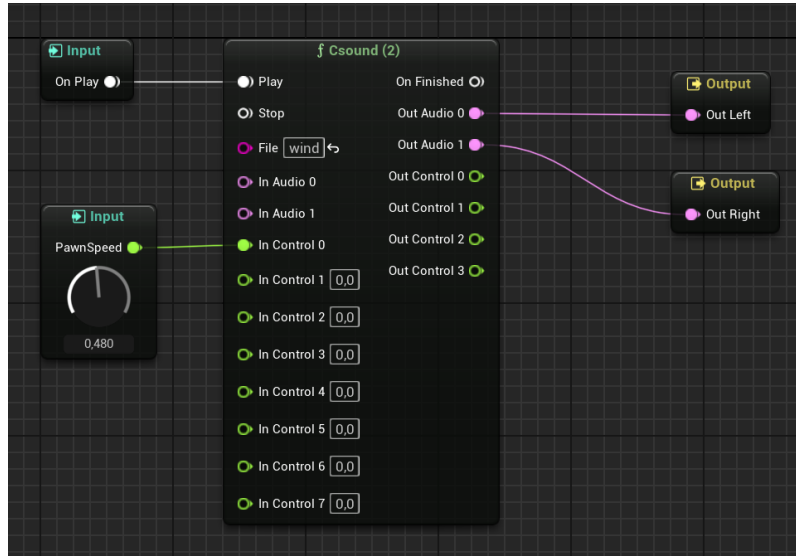 Input
On Play
Csound (2)
Play
On Finished
Stop
Out Audio 0
File wind
Out Audio 1
In Audio 0
Out Control 0
In Audio 1
Out Control 1
In Control 0
Out Control 2
In Control 1 0,0
Out Control 3
In Control 2 0,0
In Control 3 0,0
In Control 4 0,0
In Control 5 0,0
In Control 6 0,0
In Control 7 0,0
Input
PawnSpeed
0,480
Output
Out Left
Output
Out Right